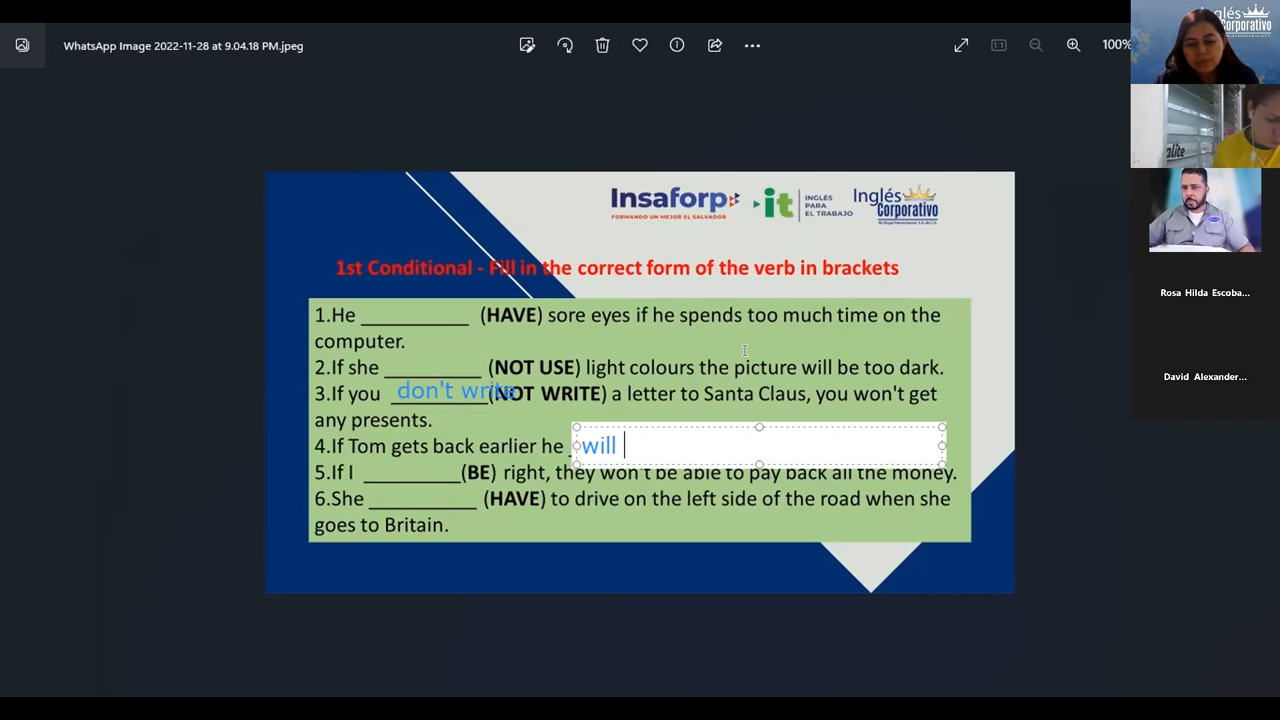 WhatsApp Image 2022-11-28 at 9.04.18 PM.jpeg
100%
Inglés
Corporativo
Insaforp
FORMANDO UN MEJOR EL SALVADOR
it
INGLÉS
PARA
EL TRABAJO
Inglés
Corporativo
1st Conditional - Fill in the correct form of the verb in brackets
1.He __________ (HAVE) sore eyes if he spends too much time on the
computer.
2.If she _________ (NOT USE) light colours the picture will be too dark.
3.If you _________(NOT WRITE) a letter to Santa Claus, you won't get
don't write
any presents.
4.If Tom gets back earlier he _
will
5.If I _________(BE) right, they won't be able to pay back all the money.
6.She __________ (HAVE) to drive on the left side of the road when she
goes to Britain.
Rosa Hilda Escoba...
David Alexander...